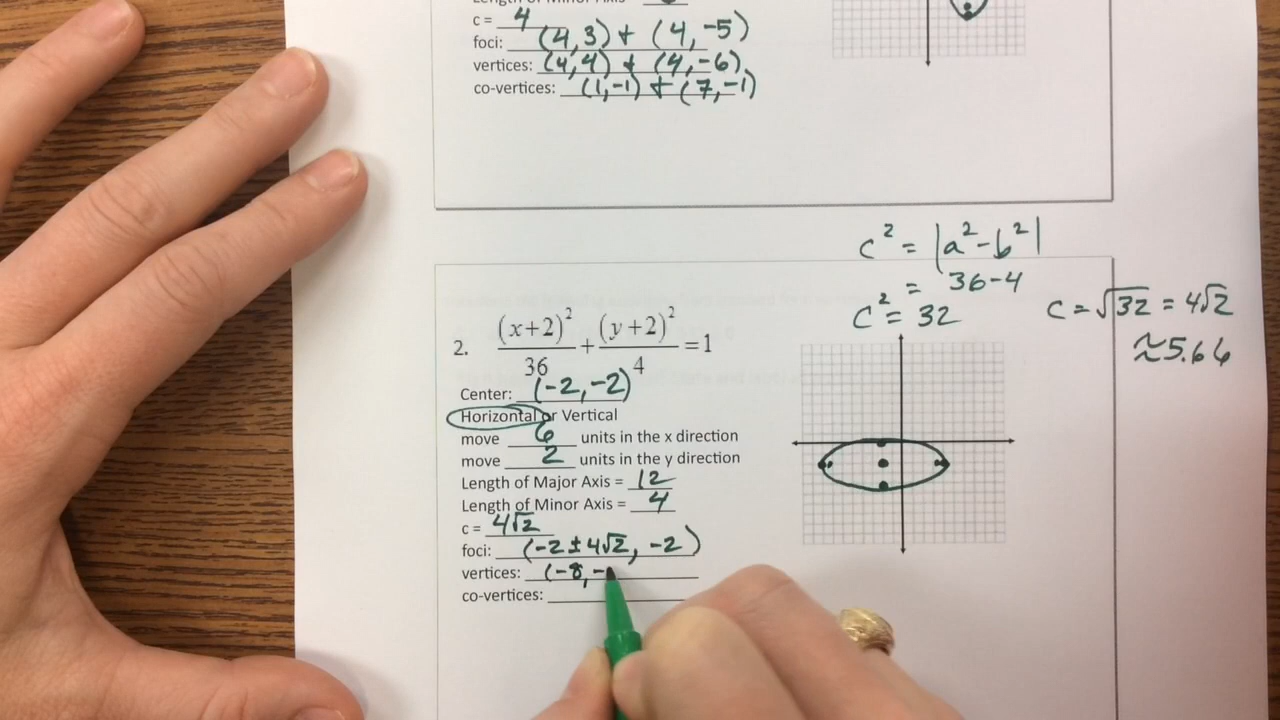 Length of Minor Axis
c = 4
foci: (4,3) + (4,-5)
vertices: (4,4) + (4,-6)
co-vertices: (1,-1) + (7,-1)
c² = |a² - b²|
= 36-4
c² = 32
c = √32 = 4√2
≈5.66
2. (x+2)²/36 + (y+2)²/4 = 1
Center: (-2,-2)
Horizontal or Vertical
move 6 units in the x direction
move 2 units in the y direction
Length of Major Axis = 12
Length of Minor Axis = 4
c = 4√2
foci: (-2±4√2, -2)
vertices: (-8,-
co-vertices: